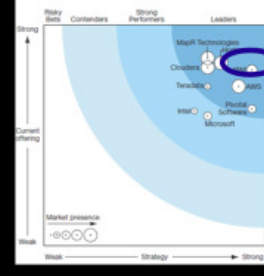 Risky Bets
Contenders
Strong Performers
Leaders
Strong
MapR Technologies
Cloudera
Teradata
AWS
Intel
Pivotal Software
Microsoft
Current offering
Market presence
Weak
Weak
Strategy
Strong